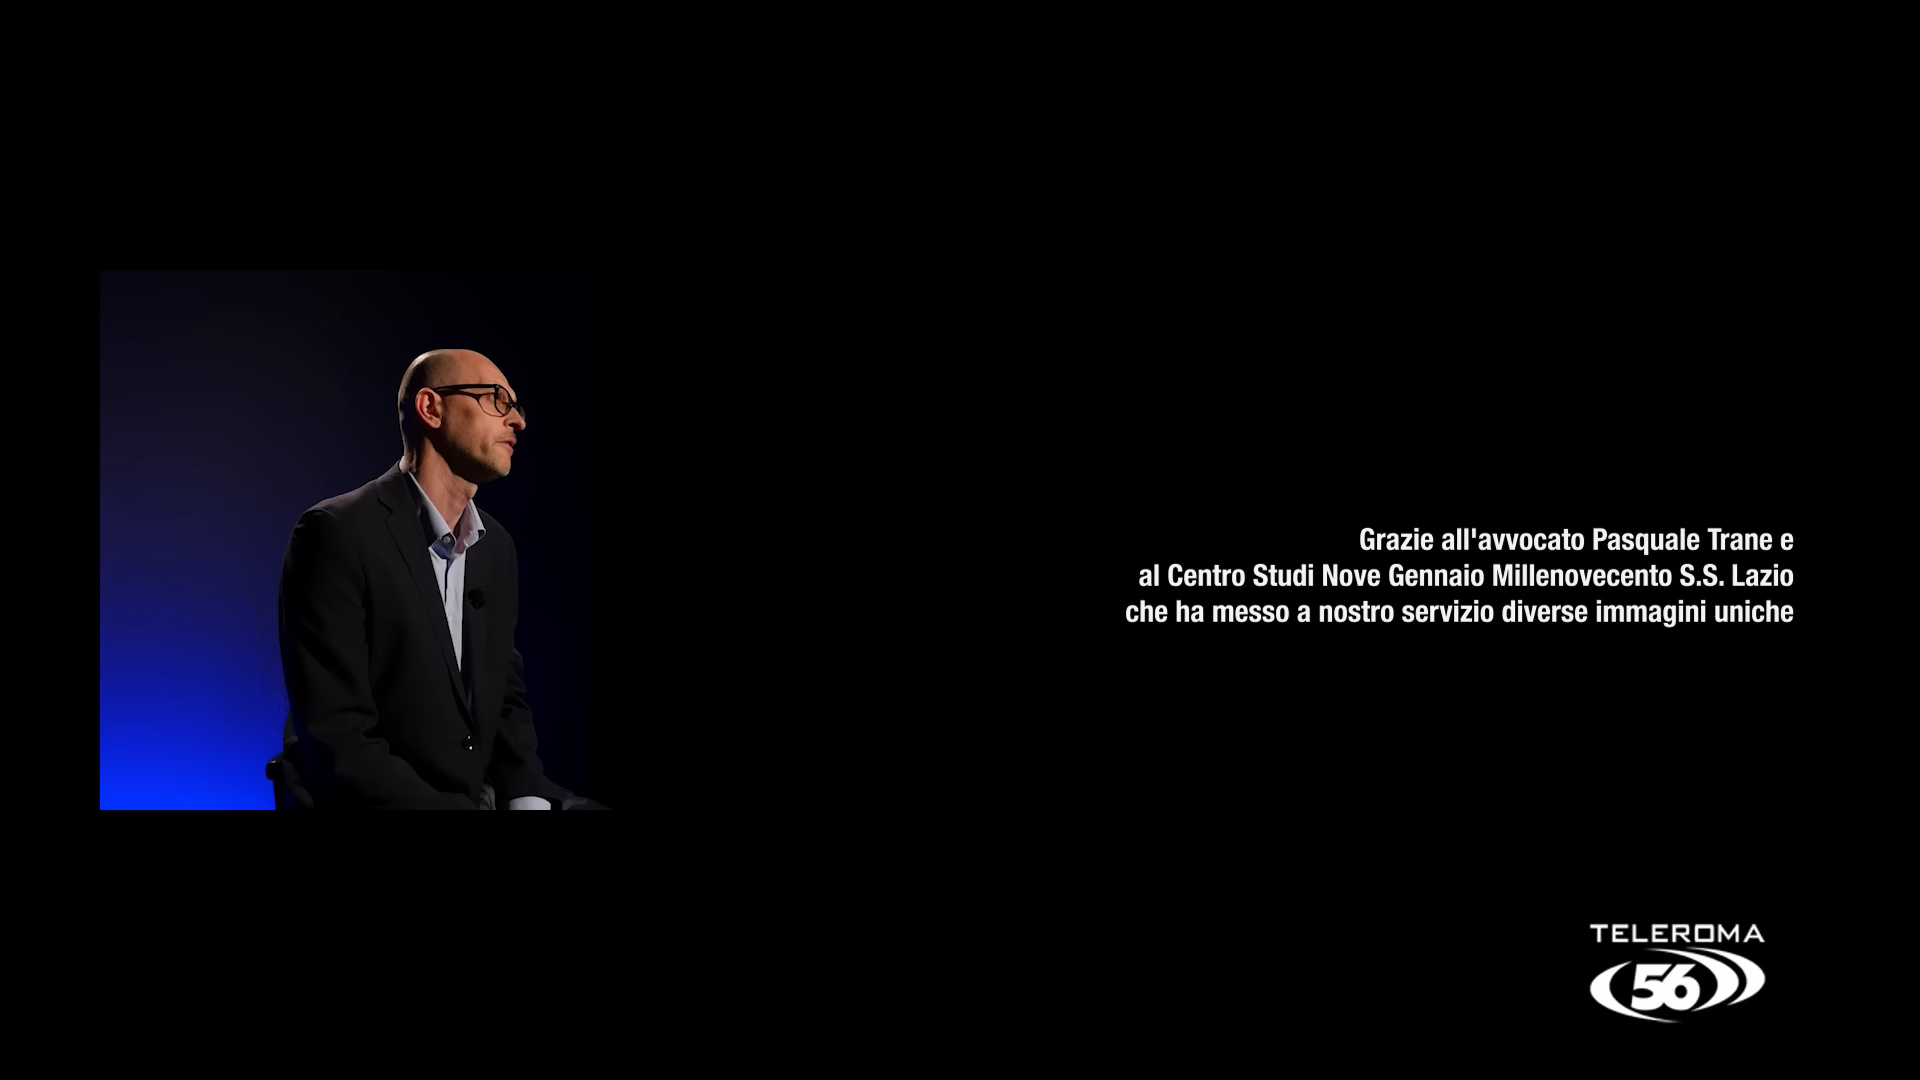 Grazie all'avvocato Pasquale Trane e
al Centro Studi Nove Gennaio Millenovecento S.S. Lazio
che ha messo a nostro servizio diverse immagini uniche
TELEROMA
56